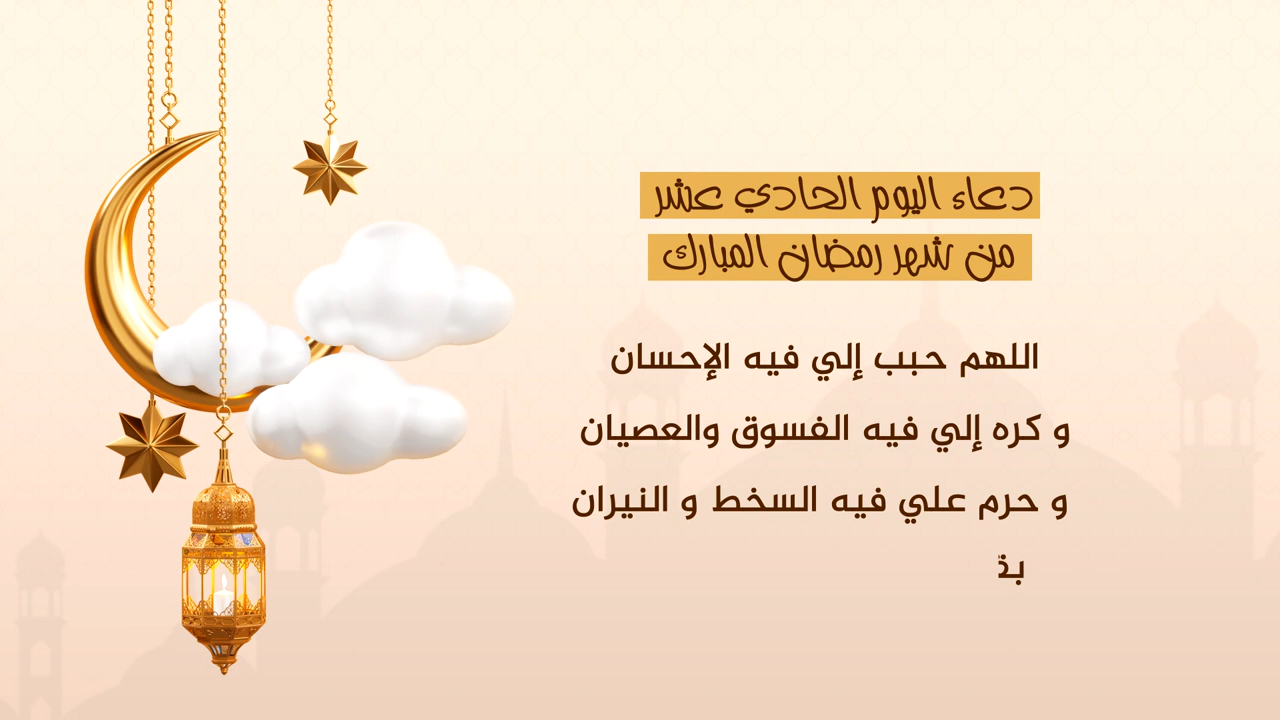 دعاء اليوم الحادي عشر
من شهر رمضان المبارك
اللهم حبب إلي فيه الإحسان
و كره إلي فيه الفسوق والعصيان
و حرم علي فيه السخط و النيران